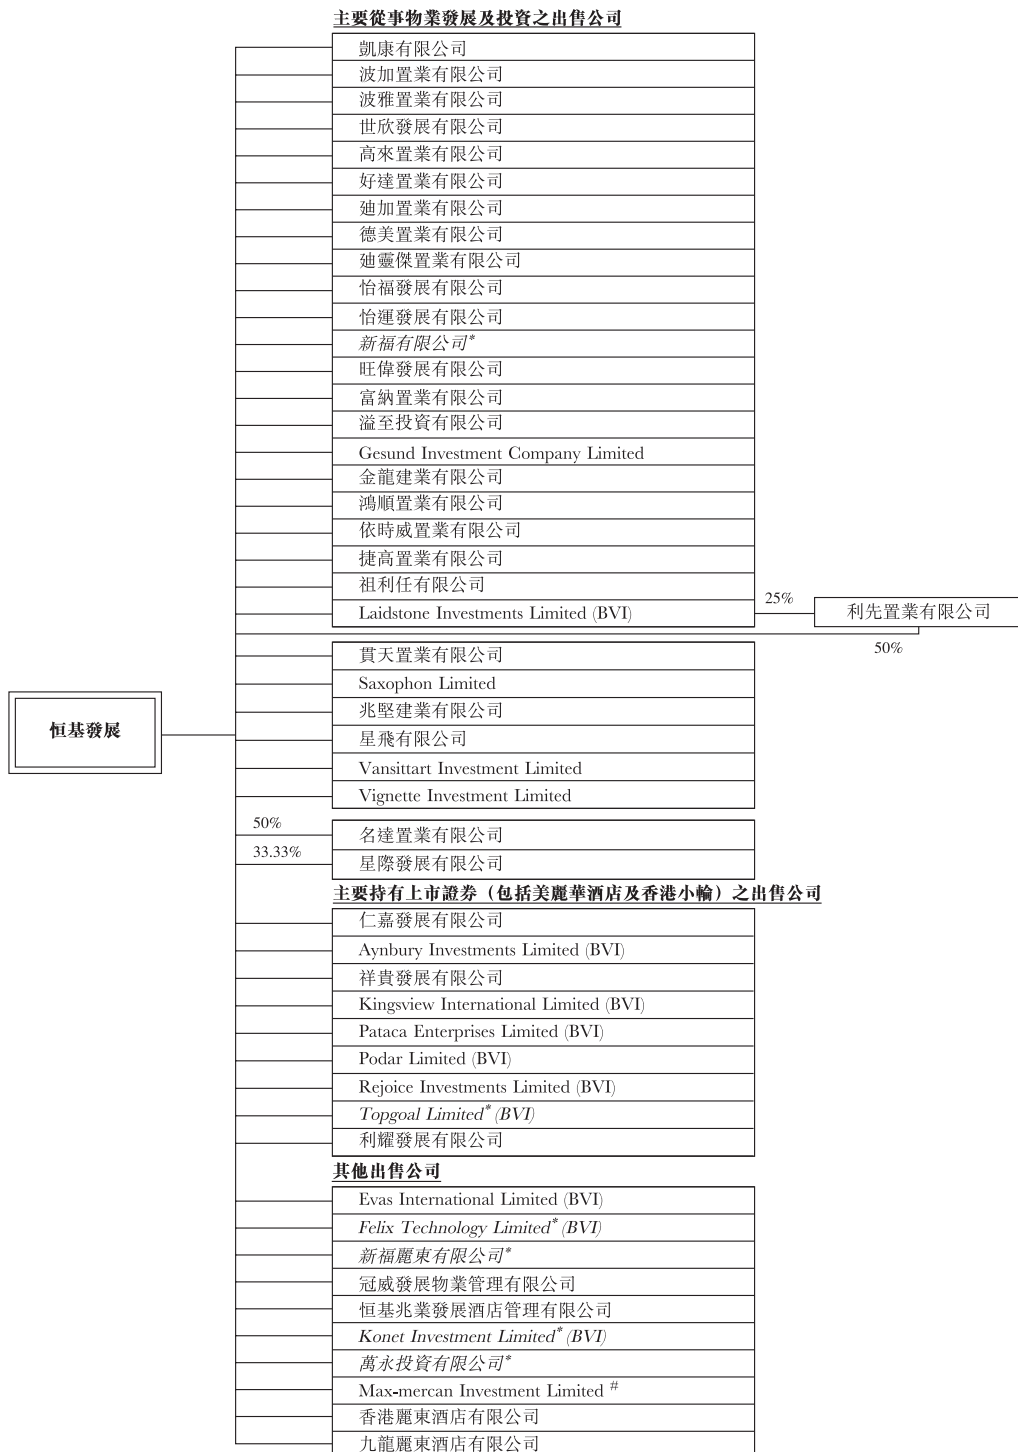 主要從事物業發展及投資之出售公司
凱康有限公司
波加置業有限公司
波雅置業有限公司
世欣發展有限公司
高來置業有限公司
好達置業有限公司
廸加置業有限公司
德美置業有限公司
廸靈傑置業有限公司
怡福發展有限公司
怡運發展有限公司
新福有限公司*
旺偉發展有限公司
富納置業有限公司
溢至投資有限公司
Gesund Investment Company Limited
金龍建業有限公司
鴻順置業有限公司
依時威置業有限公司
捷高置業有限公司
祖利任有限公司
Laidstone Investments Limited (BVI)
25%
利先置業有限公司
50%
貫天置業有限公司
Saxophon Limited
兆堅建業有限公司
星飛有限公司
Vansittart Investment Limited
Vignette Investment Limited
恒基發展
50%
名達置業有限公司
33.33%
星際發展有限公司
主要持有上市證券（包括美麗華酒店及香港小輪）之出售公司
仁嘉發展有限公司
Aynbury Investments Limited (BVI)
祥貴發展有限公司
Kingsview International Limited (BVI)
Pataca Enterprises Limited (BVI)
Podar Limited (BVI)
Rejoice Investments Limited (BVI)
Topgoal Limited* (BVI)
利耀發展有限公司
其他出售公司
Evas International Limited (BVI)
Felix Technology Limited* (BVI)
新福麗東有限公司*
冠威發展物業管理有限公司
恒基兆業發展酒店管理有限公司
Konet Investment Limited* (BVI)
萬永投資有限公司*
Max-mercan Investment Limited #
香港麗東酒店有限公司
九龍麗東酒店有限公司